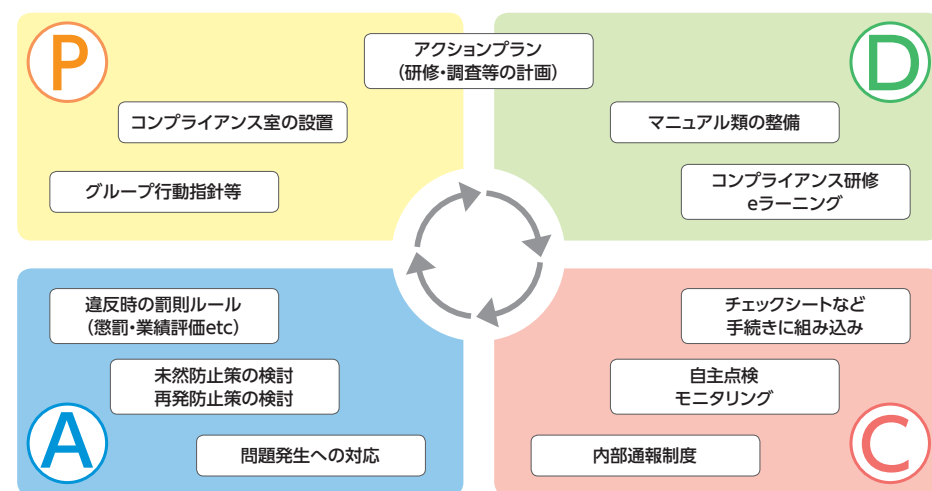 P
アクションプラン
(研修・調査等の計画)
コンプライアンス室の設置
グループ行動指針等
D
マニュアル類の整備
コンプライアンス研修
eラーニング
違反時の罰則ルール
(懲罰・業績評価etc)
未然防止策の検討
再発防止策の検討
A
問題発生への対応
チェックシートなど
手続きに組み込み
自主点検
モニタリング
C
内部通報制度